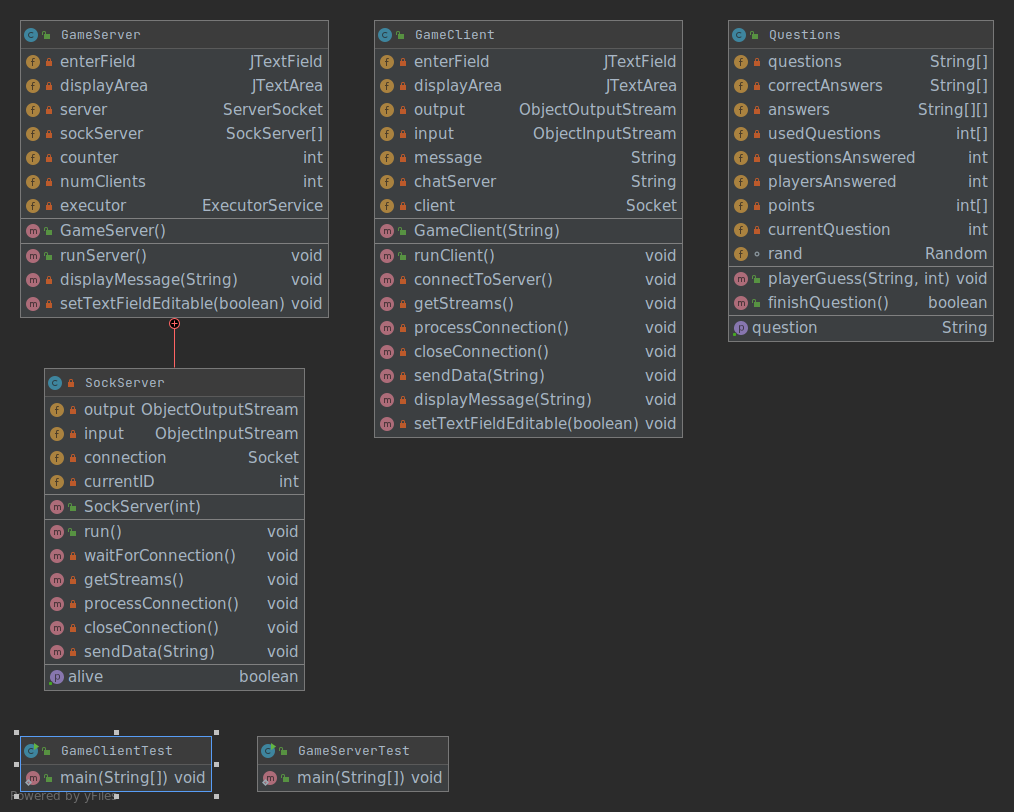 GameServer
enterField JTextField
displayArea JTextArea
server ServerSocket
sockServer SockServer[]
counter int
numClients int
executor ExecutorService
GameServer()
runServer() void
displayMessage(String) void
setTextFieldEditable(boolean) void
GameClient
enterField JTextField
displayArea JTextArea
output ObjectOutputStream
input ObjectInputStream
message String
chatServer String
client Socket
GameClient(String)
runClient() void
connectToServer() void
getStreams() void
processConnection() void
closeConnection() void
sendData(String) void
displayMessage(String) void
setTextFieldEditable(boolean) void
Questions
questions String[]
correctAnswers String[]
answers String[][]
usedQuestions int[]
questionsAnswered int
playersAnswered int
points int[]
currentQuestion int
rand Random
playerGuess(String, int) void
finishQuestion() boolean
question String
SockServer
output ObjectOutputStream
input ObjectInputStream
connection Socket
currentID int
SockServer(int)
run() void
waitForConnection() void
getStreams() void
processConnection() void
closeConnection() void
sendData(String) void
alive boolean
GameClientTest
main(String[]) void
GameServerTest
main(String[]) void
Powered by yFiles